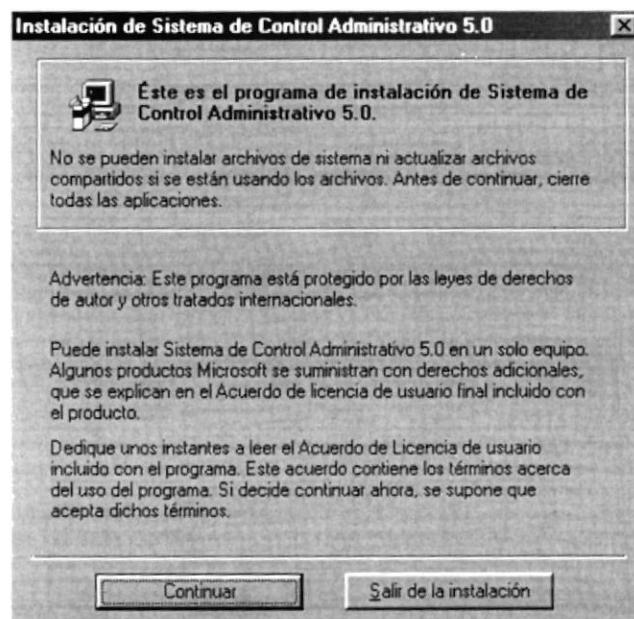 Instalación de Sistema de Control Administrativo 5.0
Éste es el programa de instalación de Sistema de
Control Administrativo 5.0.
No se pueden instalar archivos de sistema ni actualizar archivos
compartidos si se están usando los archivos. Antes de continuar, cierre
todas las aplicaciones.
Advertencia: Este programa está protegido por las leyes de derechos
de autor y otros tratados internacionales.
Puede instalar Sistema de Control Administrativo 5.0 en un solo equipo.
Algunos productos Microsoft se suministran con derechos adicionales,
que se explican en el Acuerdo de licencia de usuario final incluido con
el producto.
Dedique unos instantes a leer el Acuerdo de Licencia de usuario
incluido con el programa. Este acuerdo contiene los términos acerca
del uso del programa. Si decide continuar ahora, se supone que
acepta dichos términos.
Continuar
Salir de la instalación